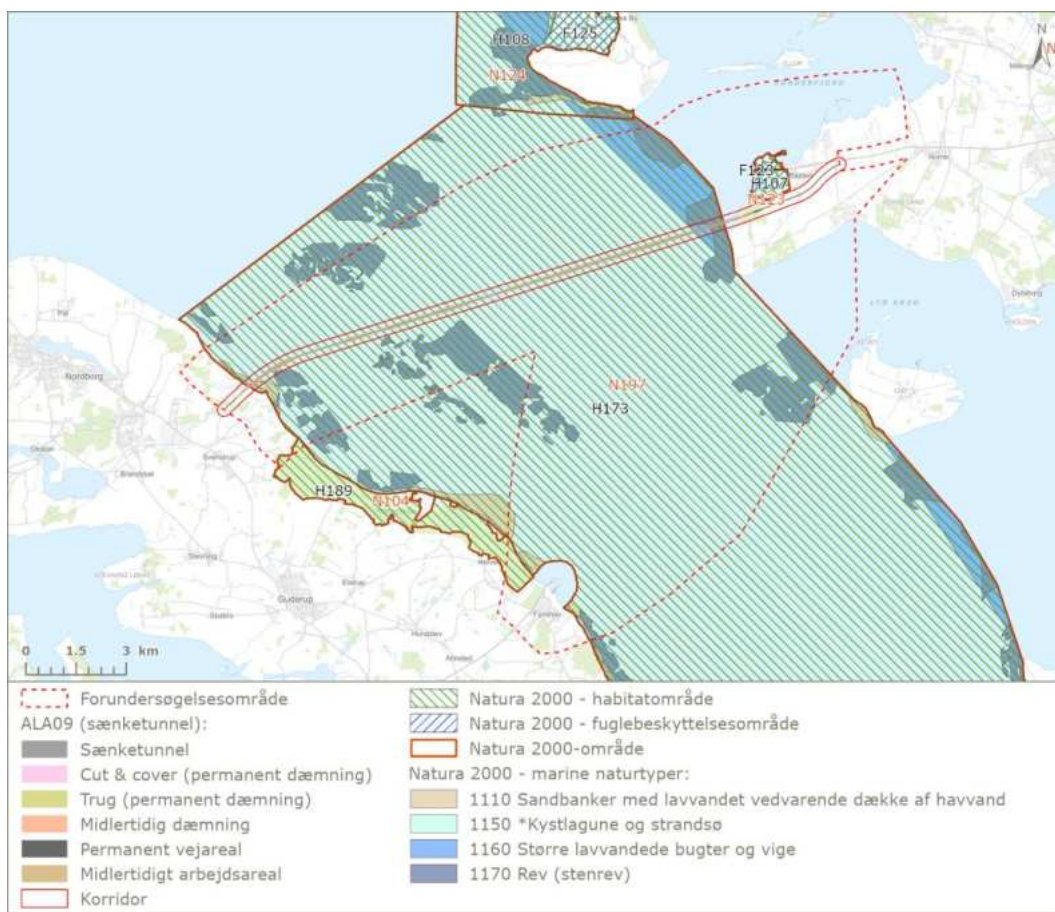 H108
F125
N
N124
F123
H107
N123
Nordborg
N197
H173
H189
N104
Guderup
0 1.5 3 km
Forundersøgelsesområde
ALA09 (sænketunnel):
Sænketunnel
Cut & cover (permanent dæmning)
Trug (permanent dæmning)
Midlertidig dæmning
Permanent vejareal
Midlertidigt arbejdsareal
Korridor
Natura 2000 - habitatområde
Natura 2000 - fuglebeskyttelsesområde
Natura 2000-område
Natura 2000 - marine naturtyper:
1110 Sandbanker med lavvandet vedvarende dække af havvand
1150 *Kystlagune og strandsø
1160 Større lavvandede bugter og vige
1170 Rev (stenrev)